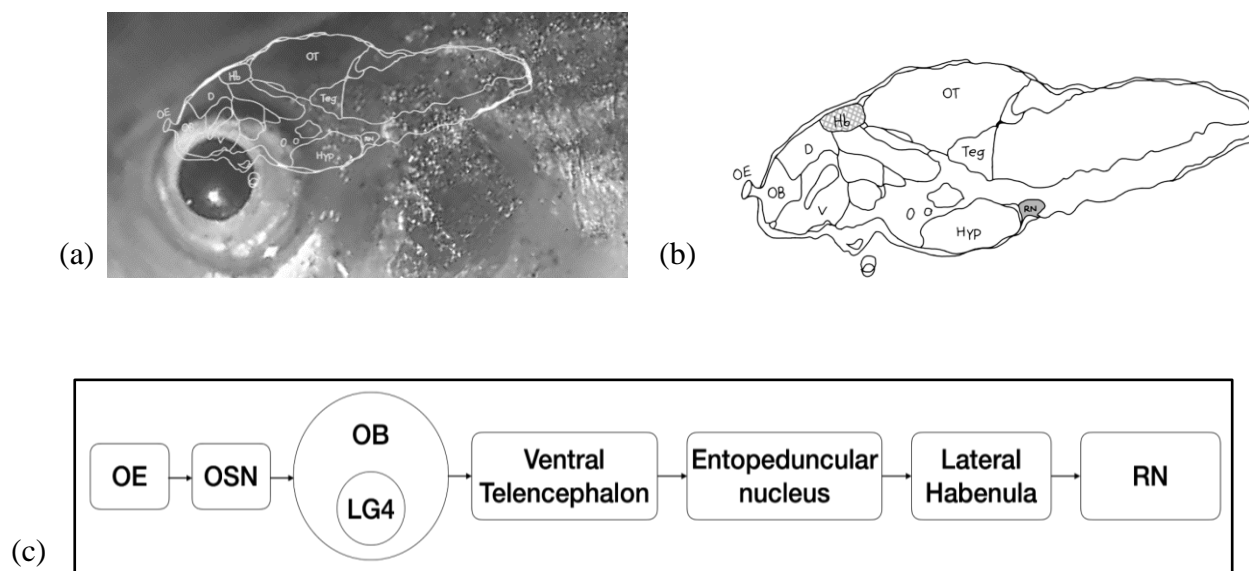 OT
Hb
Teg
D
OE
Hyp
RN
(a)
OT
Hb
Teg
D
OE
OB
V
RN
Hyp
(b)
OE
OSN
OB
LG4
Ventral
Telencephalon
Entopeduncular
nucleus
Lateral
Habenula
RN
(c)